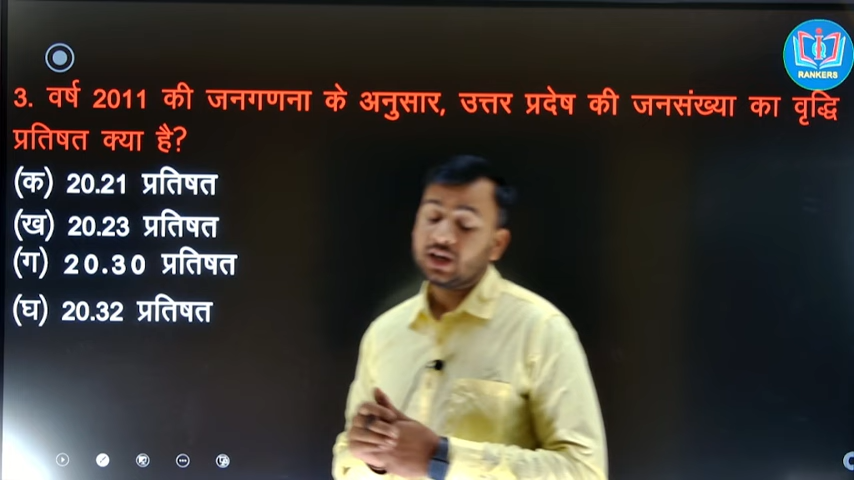 RANKERS
3. वर्ष 2011 की जनगणना के अनुसार, उत्तर प्रदेष की जनसंख्या का वृद्धि
प्रतिषत क्या है?
(क) 20.21 प्रतिषत
(ख) 20.23 प्रतिषत
(ग) 20.30 प्रतिषत
(घ) 20.32 प्रतिषत